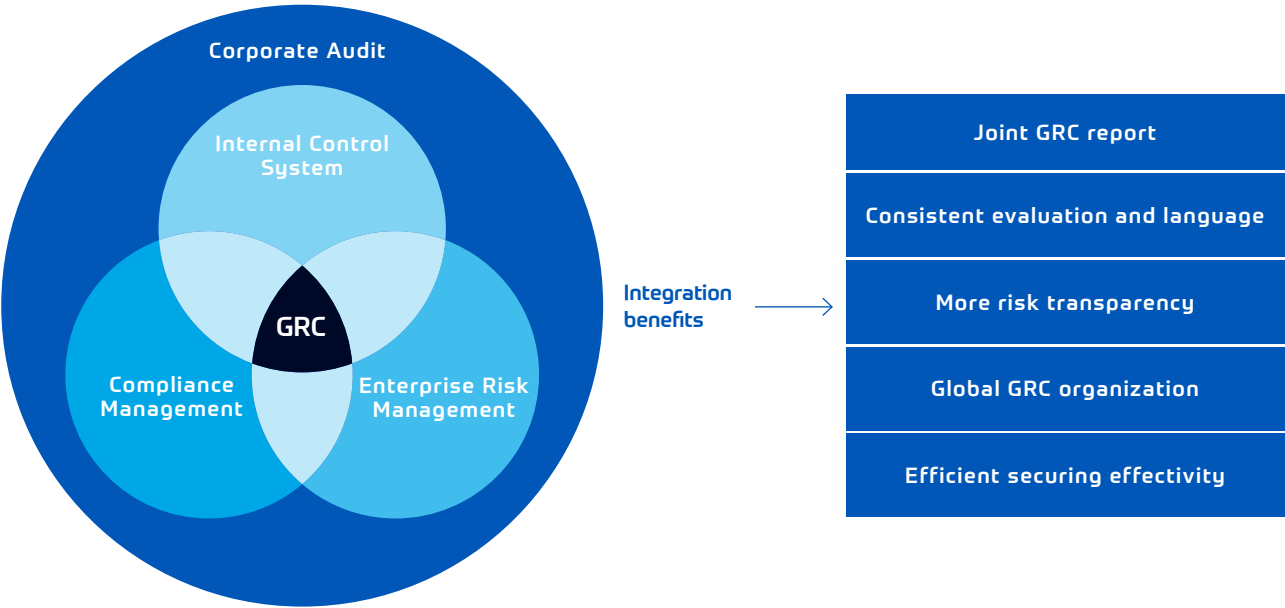 Corporate Audit
Internal Control
System
GRC
Compliance
Management
Enterprise Risk
Management
Integration
benefits
Joint GRC report
Consistent evaluation and language
More risk transparency
Global GRC organization
Efficient securing effectivity